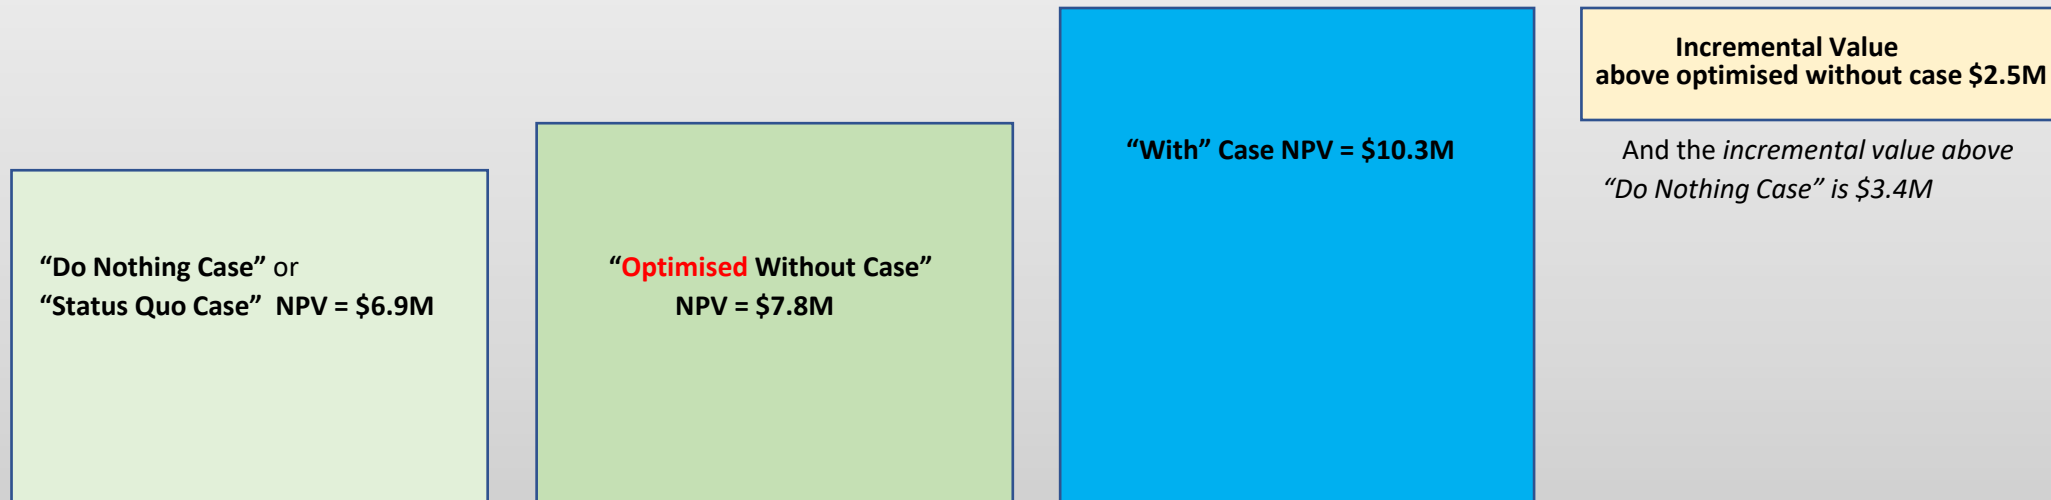 “Do Nothing Case” or
“Status Quo Case” NPV = $6.9M
“Optimised Without Case”
NPV = $7.8M
“With” Case NPV = $10.3M
Incremental Value
above optimised without case $2.5M
And the incremental value above
“Do Nothing Case” is $3.4M